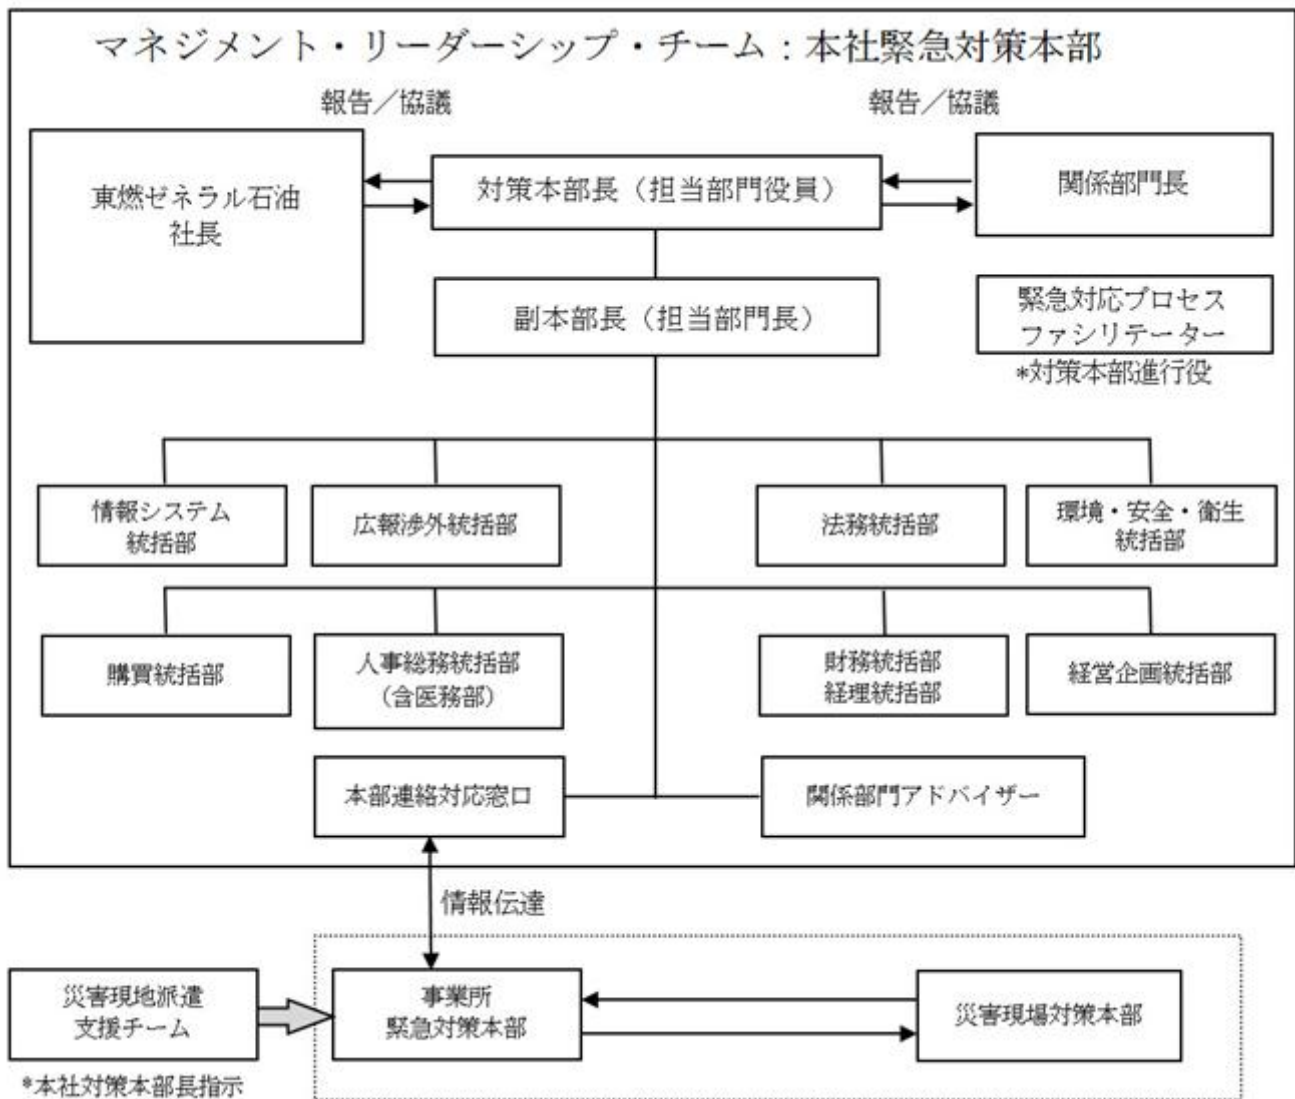 マネジメント・リーダーシップ・チーム：本社緊急対策本部
報告／協議
報告／協議
東燃ゼネラル石油
社長
対策本部長（担当部門役員）
関係部門長
副本部長（担当部門長）
緊急対応プロセス
ファシリテーター
*対策本部進行役
情報システム
統括部
広報渉外統括部
法務統括部
環境・安全・衛生
統括部
購買統括部
人事総務統括部
（含医務部）
財務統括部
経理統括部
経営企画統括部
本部連絡対応窓口
関係部門アドバイザー
情報伝達
災害現地派遣
支援チーム
*本社対策本部長指示
事業所
緊急対策本部
災害現場対策本部